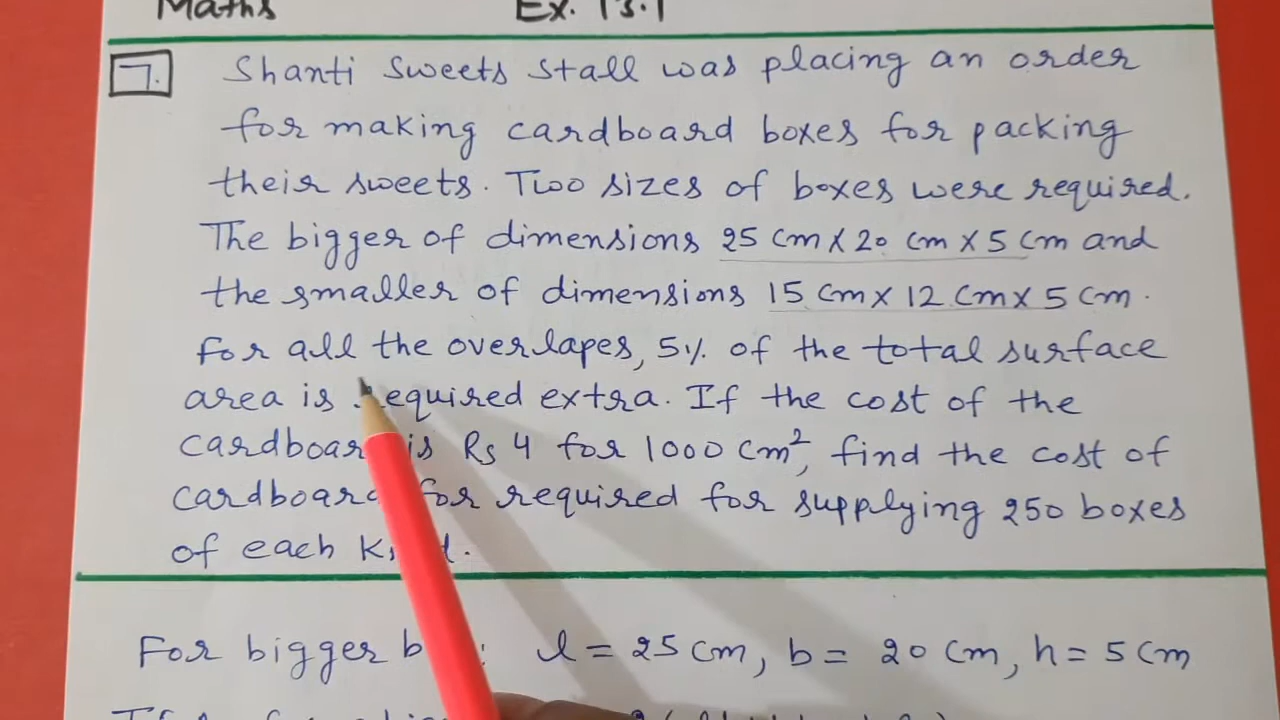 Maths Ex. 13.1
7. Shanti Sweets Stall was placing an order
for making cardboard boxes for packing
their sweets. Two sizes of boxes were required.
The bigger of dimensions 25 cm x 20 cm x 5 cm and
the smaller of dimensions 15 cm x 12 cm x 5 cm.
For all the overlapes, 5% of the total surface
area is required extra. If the cost of the
cardboard is Rs 4 for 1000 cm², find the cost of
cardboard for required for supplying 250 boxes
of each
For bigger : l = 25 cm, b = 20 cm, h = 5 cm